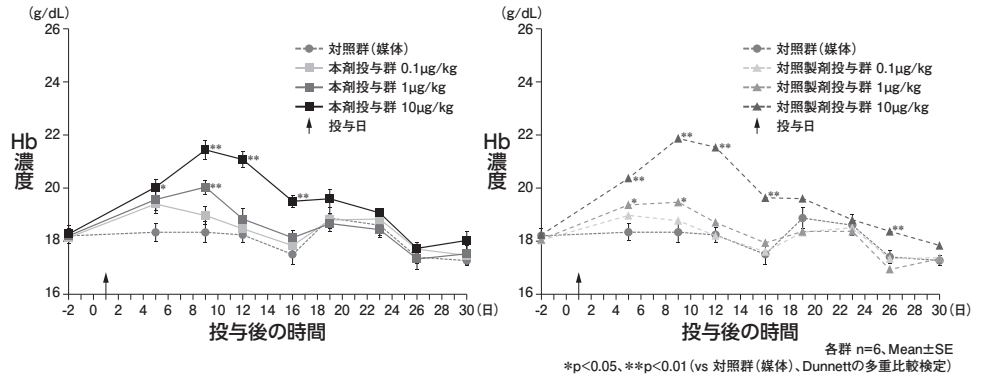 (g/dL)
26
24
22
20
18
16
Hb
濃度
対照群(媒体)
本剤投与群 0.1μg/kg
本剤投与群 1μg/kg
本剤投与群 10μg/kg
投与日
**
**
*
**
**
-2 0 2 4 6 8 10 12 14 16 18 20 22 24 26 28 30(日)
投与後の時間
(g/dL)
26
24
22
20
18
16
Hb
濃度
対照群(媒体)
対照製剤投与群 0.1μg/kg
対照製剤投与群 1μg/kg
対照製剤投与群 10μg/kg
投与日
**
**
**
**
*
*
**
-2 0 2 4 6 8 10 12 14 16 18 20 22 24 26 28 30(日)
投与後の時間
各群 n=6、Mean±SE
*p<0.05、**p<0.01(vs 対照群(媒体)、Dunnettの多重比較検定)